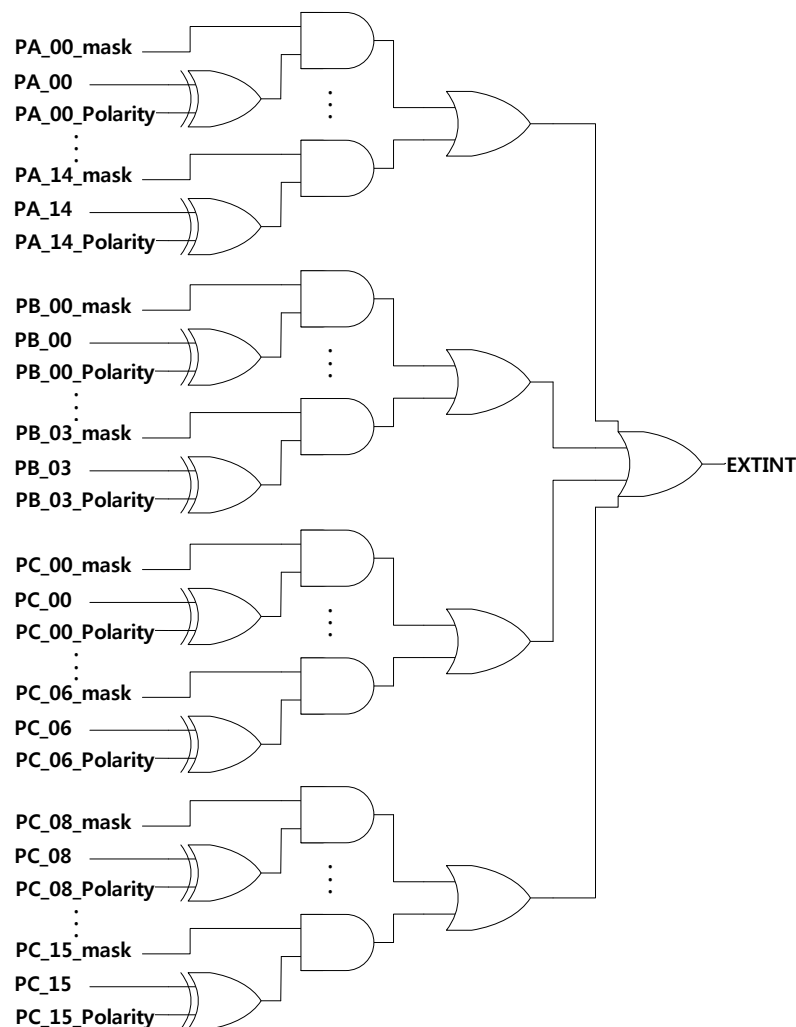 PA_00_mask
PA_00
PA_00_Polarity
PA_14_mask
PA_14
PA_14_Polarity
PB_00_mask
PB_00
PB_00_Polarity
PB_03_mask
PB_03
PB_03_Polarity
EXTINT
PC_00_mask
PC_00
PC_00_Polarity
PC_06_mask
PC_06
PC_06_Polarity
PC_08_mask
PC_08
PC_08_Polarity
PC_15_mask
PC_15
PC_15_Polarity